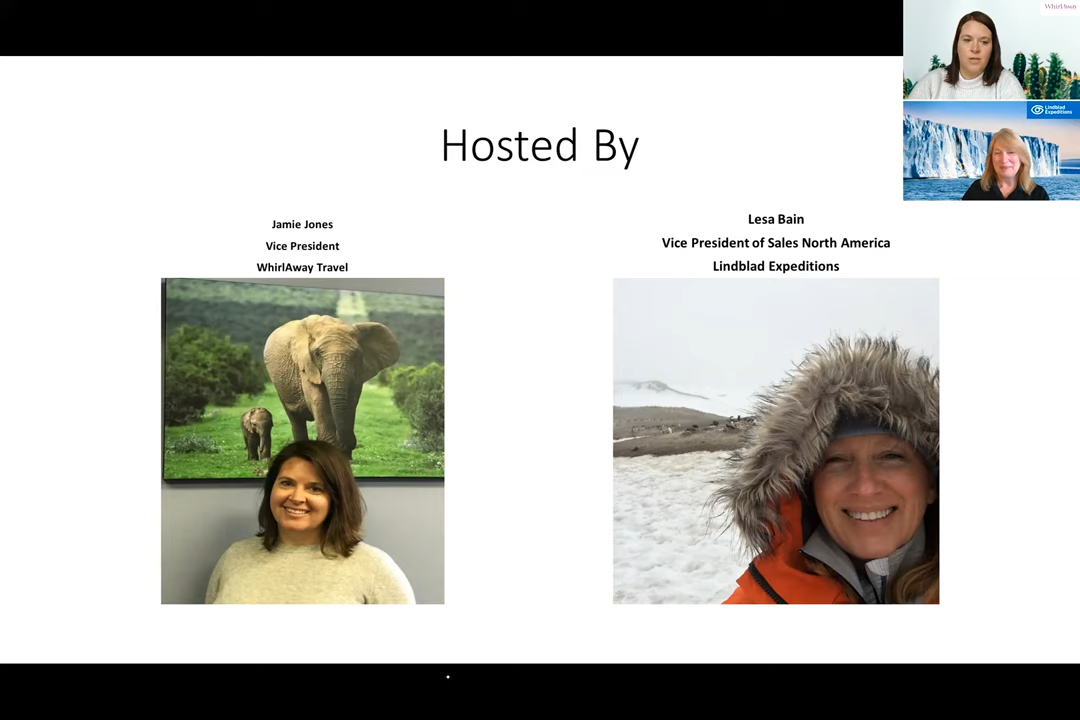 WhirlAway
Lindblad
Expeditions
Hosted By
Jamie Jones
Vice President
WhirlAway Travel
Lesa Bain
Vice President of Sales North America
Lindblad Expeditions